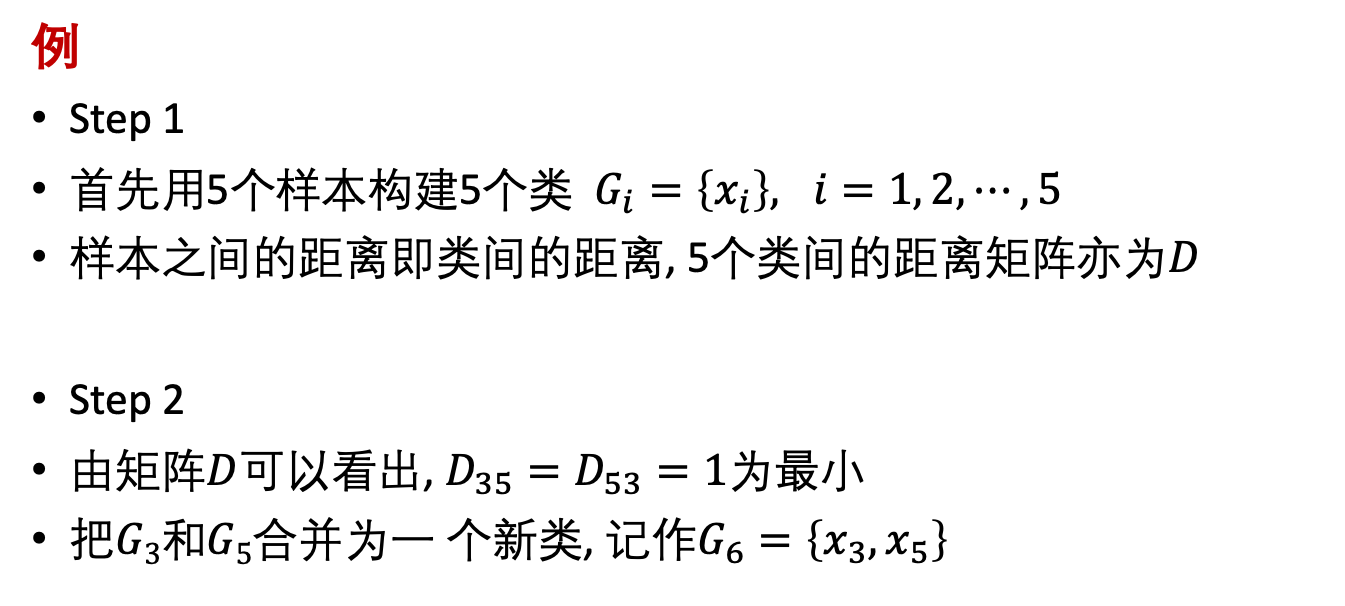 例
• Step 1
• 首先用5个样本构建5个类 $G_i = \{x_i\}, \ i = 1, 2, \cdots, 5$
• 样本之间的距离即类间的距离, 5个类间的距离矩阵亦为$D$
• Step 2
• 由矩阵$D$可以看出, $D_{35} = D_{53} = 1$为最小
• 把$G_3$和$G_5$合并为一 个新类, 记作$G_6 = \{x_3, x_5\}$